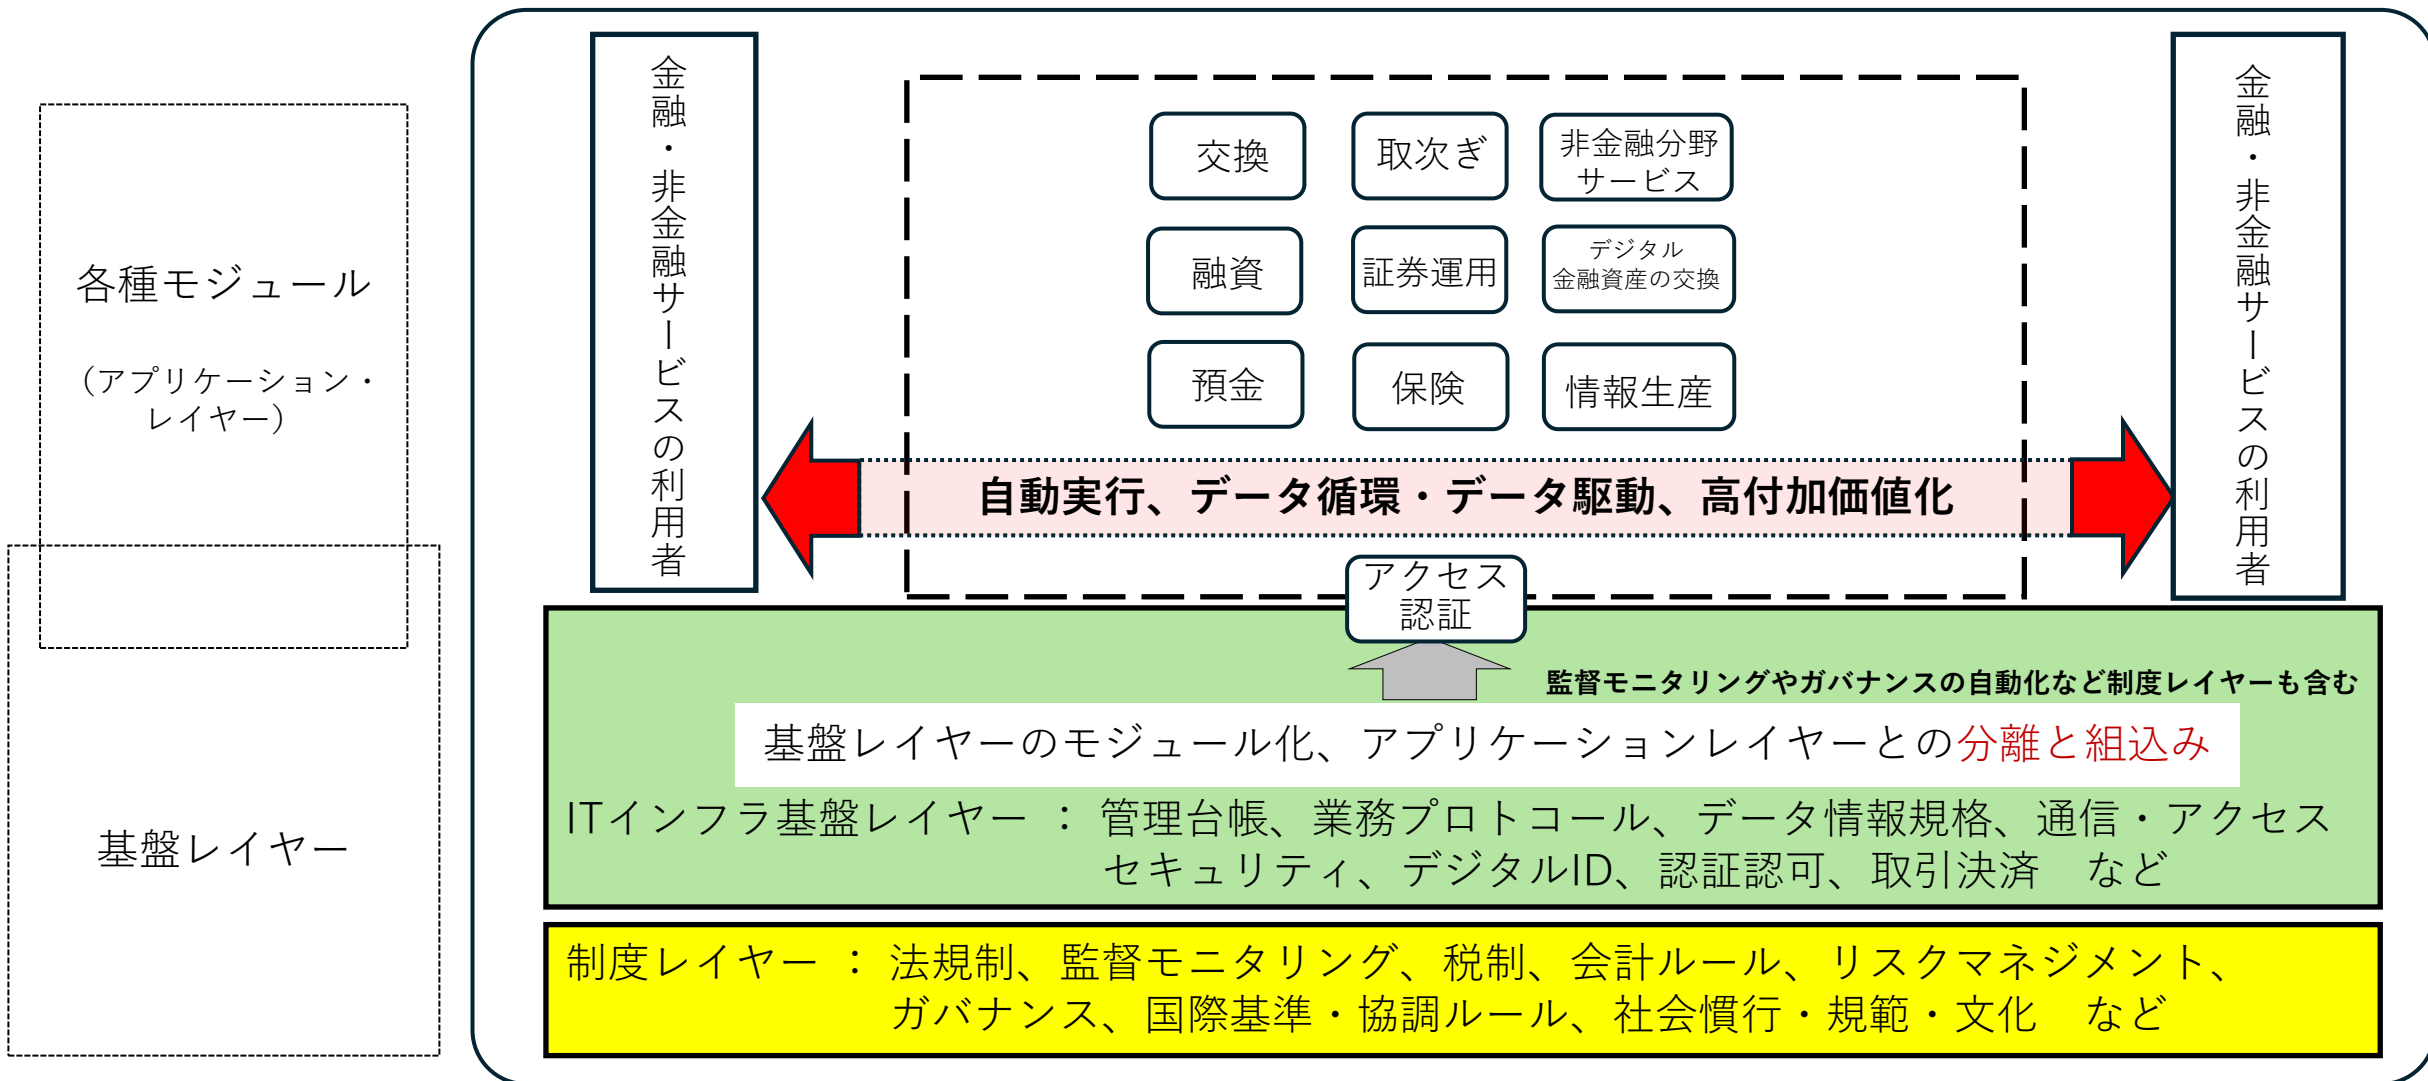 各種モジュール
（アプリケーション・
レイヤー）
基盤レイヤー
金融・非金融サービスの利用者
交換
取次ぎ
非金融分野
サービス
融資
証券運用
デジタル
金融資産の交換
預金
保険
情報生産
自動実行、データ循環・データ駆動、高付加価値化
金融・非金融サービスの利用者
アクセス
認証
監督モニタリングやガバナンスの自動化など制度レイヤーも含む
基盤レイヤーのモジュール化、アプリケーションレイヤーとの分離と組込み
ITインフラ基盤レイヤー ： 管理台帳、業務プロトコール、データ情報規格、通信・アクセス
セキュリティ、デジタルID、認証認可、取引決済　など
制度レイヤー ： 法規制、監督モニタリング、税制、会計ルール、リスクマネジメント、
ガバナンス、国際基準・協調ルール、社会慣行・規範・文化　など